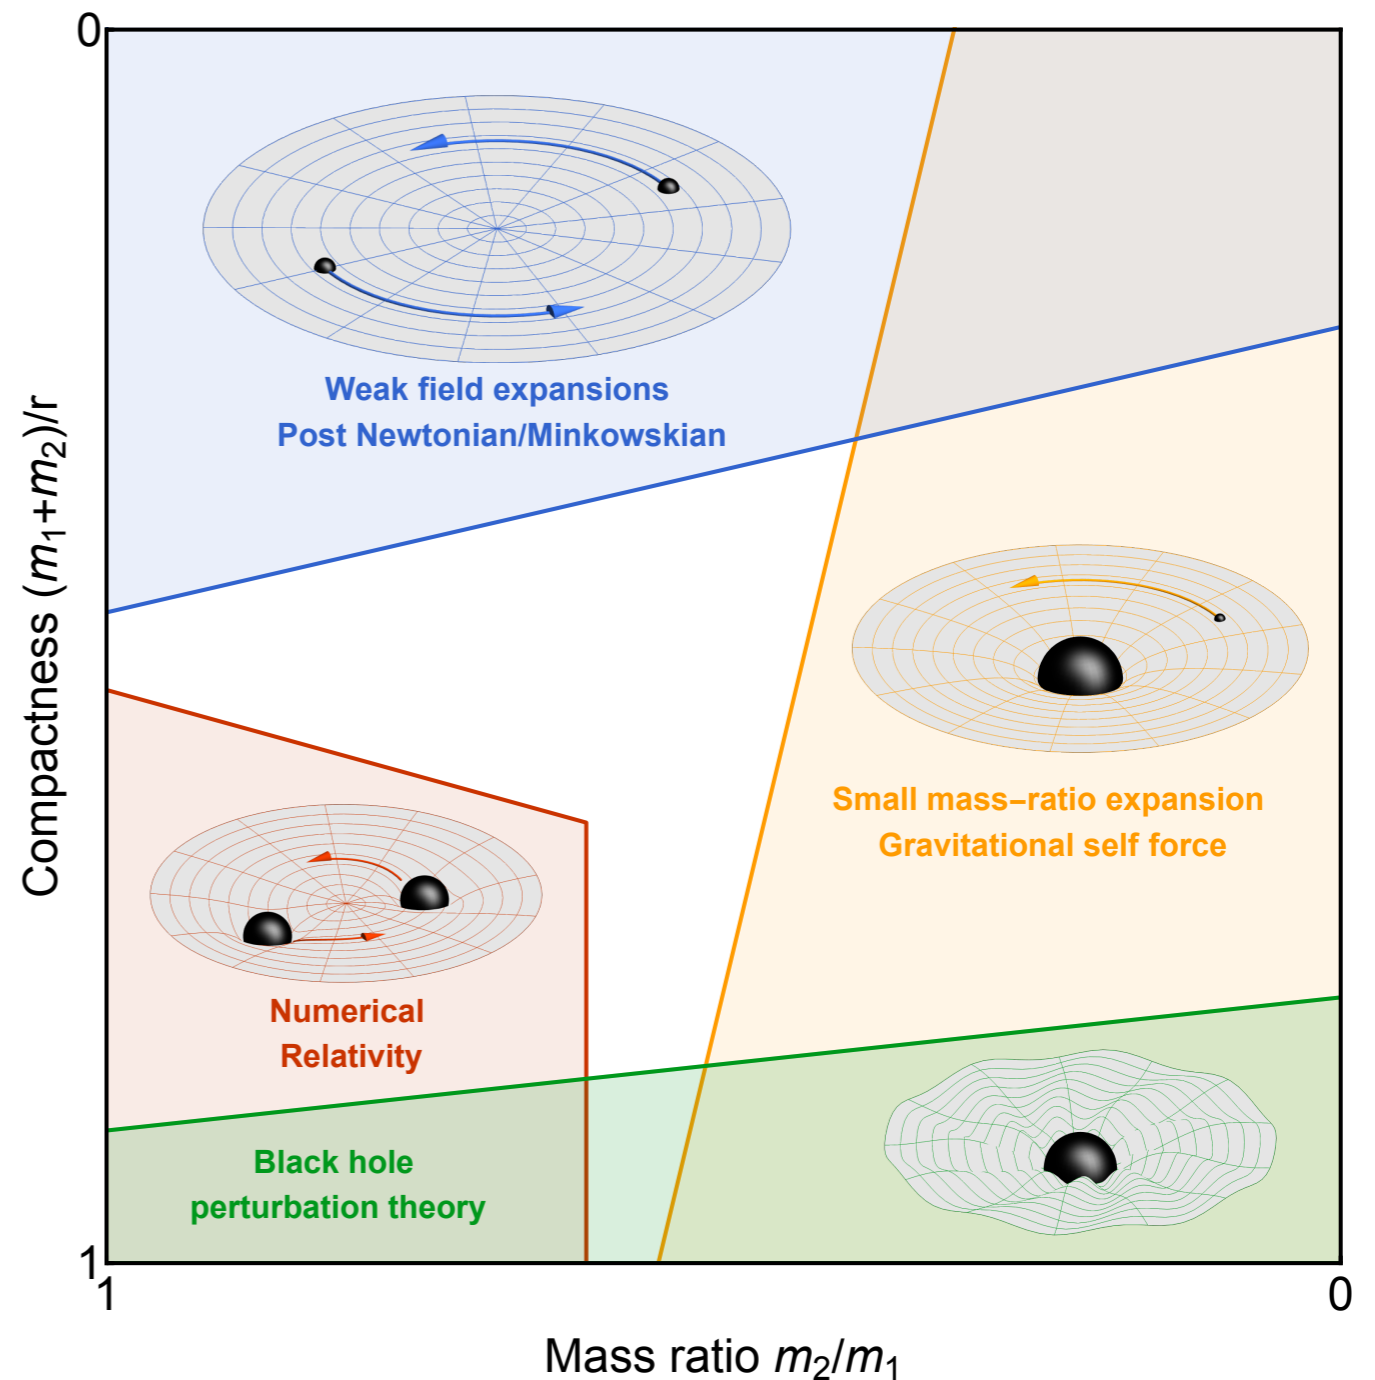 0
Weak field expansions
Post Newtonian/Minkowskian
Compactness (m₁+m₂)/r
Small mass–ratio expansion
Gravitational self force
Numerical
Relativity
Black hole
perturbation theory
1
1
0
Mass ratio m₂/m₁